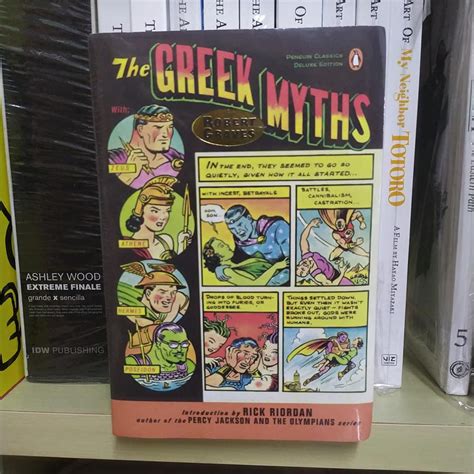 PENGUIN CLASSICS
DELUXE EDITION
The GREEK MYTHS
ROBERT
GRAVES
With:
ZEUS
ATHENE
HERMES
POSEIDON
IN THE END, THEY SEEMED TO GO SO
QUIETLY, GIVEN HOW IT ALL STARTED...
WITH INCEST, BETRAYALS
BATTLES,
CANNIBALISM,
CASTRATION...
DROPS OF BLOOD TURN-
ING INTO FURIES, OR
GODDESSES.
THINGS SETTLED DOWN,
BUT EVEN THEN IT WASN'T
EXACTLY QUIET – FIGHTS
BROKE OUT, GODS WERE
RUNNING AROUND WITH
HUMANS.
Introduction by RICK RIORDAN
author of the PERCY JACKSON AND THE OLYMPIANS series
ASHLEY WOOD
EXTREME FINALE
grande x sencilla
IDW PUBLISHING
ART OF My Neighbor TOTORO
A FILM BY HAYAO MIYAZAKI
VIZ
5